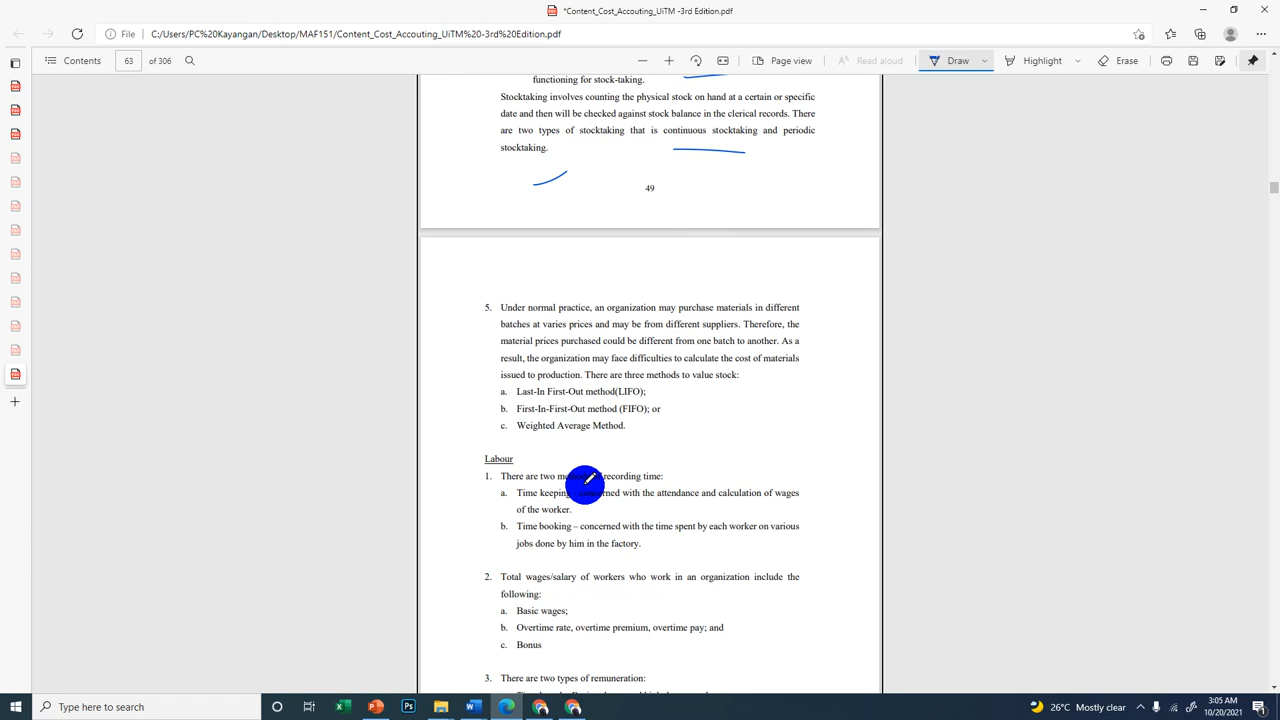 *Content_Cost_Accouting_UiTM -3rd Edition.pdf
File C:/Users/PC%20Kayangan/Desktop/MAF151/Content_Cost_Accouting_UiTM%20-3rd%20Edition.pdf
Contents 63 of 306 Page view Read aloud Draw Highlight Erase
functioning for stock-taking.
Stocktaking involves counting the physical stock on hand at a certain or specific
date and then will be checked against stock balance in the clerical records. There
are two types of stocktaking that is continuous stocktaking and periodic
stocktaking.
49
5. Under normal practice, an organization may purchase materials in different
batches at varies prices and may be from different suppliers. Therefore, the
material prices purchased could be different from one batch to another. As a
result, the organization may face difficulties to calculate the cost of materials
issued to production. There are three methods to value stock:
a. Last-In First-Out method(LIFO);
b. First-In-First-Out method (FIFO); or
c. Weighted Average Method.
Labour
1. There are two recording time:
a. Time keeping with the attendance and calculation of wages
of the worker.
b. Time booking – concerned with the time spent by each worker on various
jobs done by him in the factory.
2. Total wages/salary of workers who work in an organization include the
following:
a. Basic wages;
b. Overtime rate, overtime premium, overtime pay; and
c. Bonus
3. There are two types of remuneration:
Type here to search 26°C Mostly clear 3:05 AM
10/20/2021